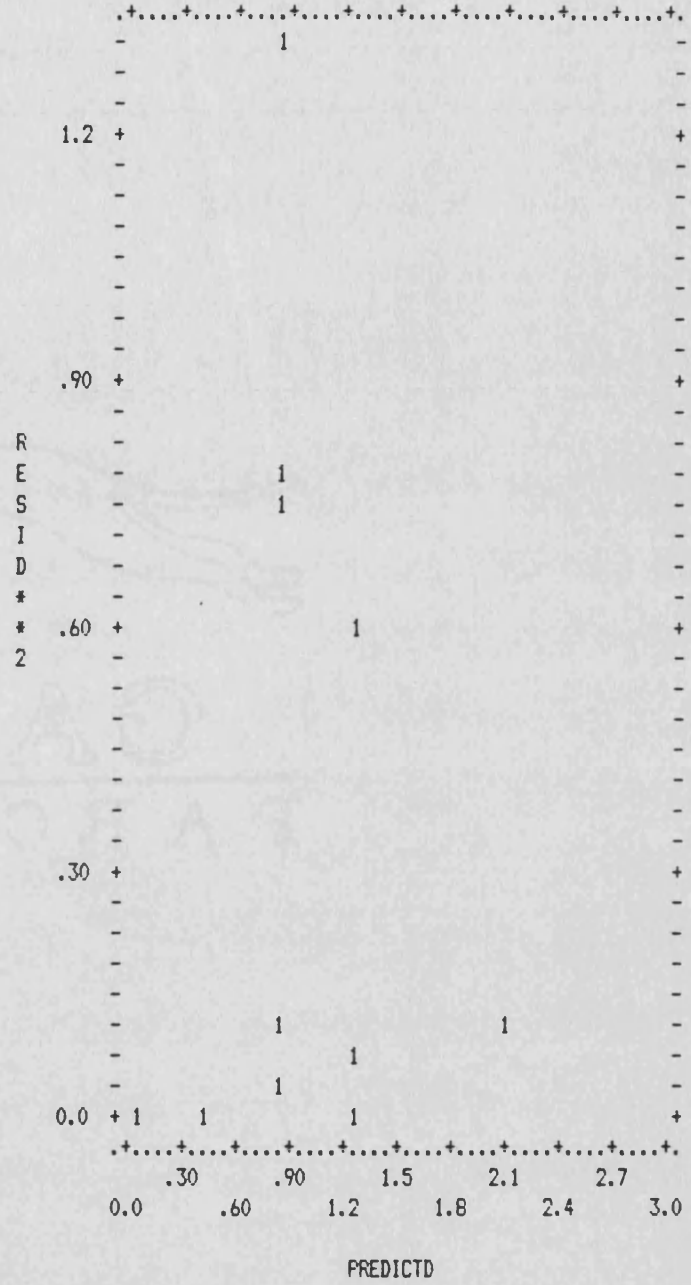 .+....+....+....+....+....+....+....+....+....+....+.
- 1 -
- -
- -
1.2 + +
- -
- -
- -
- -
- -
- -
- -
.90 + +
- -
R - -
E - 1 -
S - 1 -
I - -
D - -
* - -
* .60 + 1 +
2 - -
- -
- -
- -
- -
- -
- -
.30 + +
- -
- -
- -
- -
- 1 1 -
- 1 -
- 1 -
0.0 + 1 1 1 +
.+....+....+....+....+....+....+....+....+....+....+.
.30 .90 1.5 2.1 2.7
0.0 .60 1.2 1.8 2.4 3.0
PREDICTD